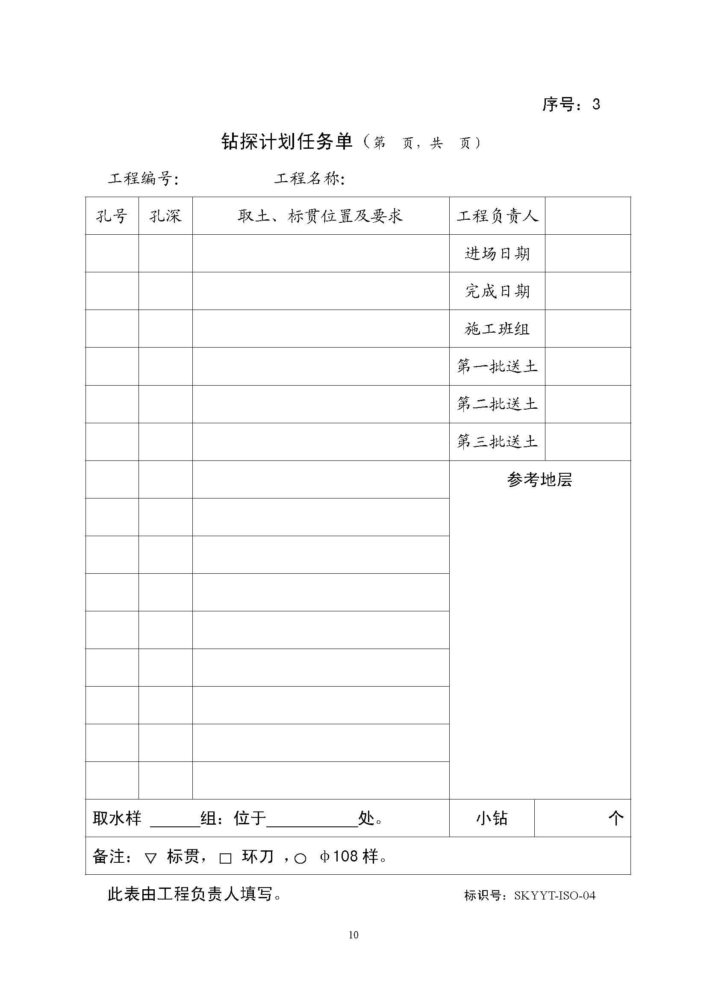 序号：3
钻探计划任务单（第　页，共　页）
工程编号：　工程名称：
孔号　孔深　取土、标贯位置及要求　工程负责人
进场日期
完成日期
施工班组
第一批送土
第二批送土
第三批送土
参考地层
取水样 ______组：位于___________处。　小钻　个
备注：▽ 标贯，□ 环刀 ，○ φ108 样。
此表由工程负责人填写。　标识号：SKYYT-ISO-04
10